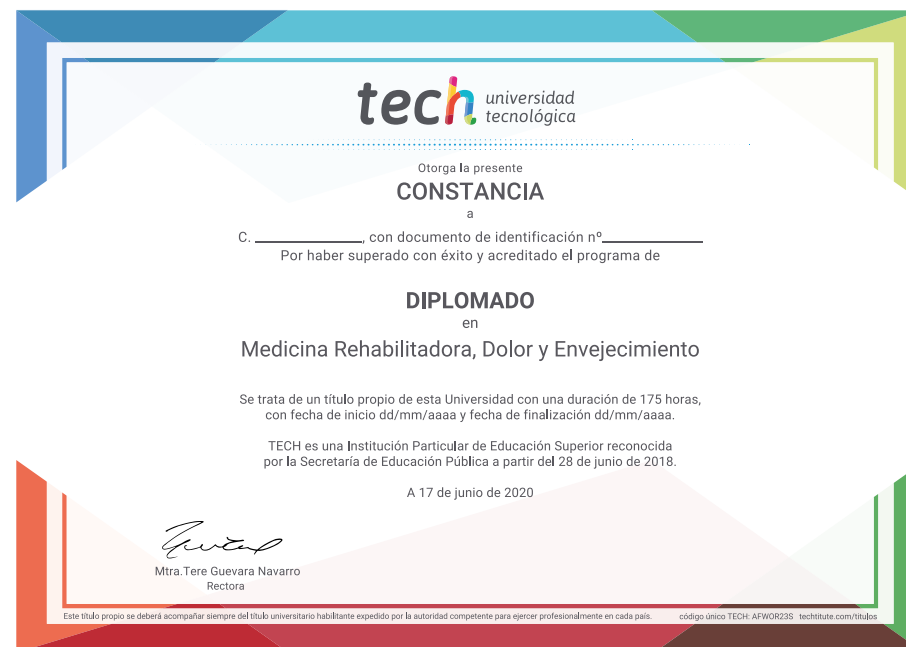 tech universidad
tecnológica
Otorga la presente
CONSTANCIA
a
C. ____________, con documento de identificación nº____________
Por haber superado con éxito y acreditado el programa de
DIPLOMADO
en
Medicina Rehabilitadora, Dolor y Envejecimiento
Se trata de un título propio de esta Universidad con una duración de 175 horas,
con fecha de inicio dd/mm/aaaa y fecha de finalización dd/mm/aaaa.
TECH es una Institución Particular de Educación Superior reconocida
por la Secretaría de Educación Pública a partir del 28 de junio de 2018.
A 17 de junio de 2020
Mtra.Tere Guevara Navarro
Rectora
Este título propio se deberá acompañar siempre del título universitario habilitante expedido por la autoridad competente para ejercer profesionalmente en cada país. código único TECH: AFWOR23S techtitute.com/titulos